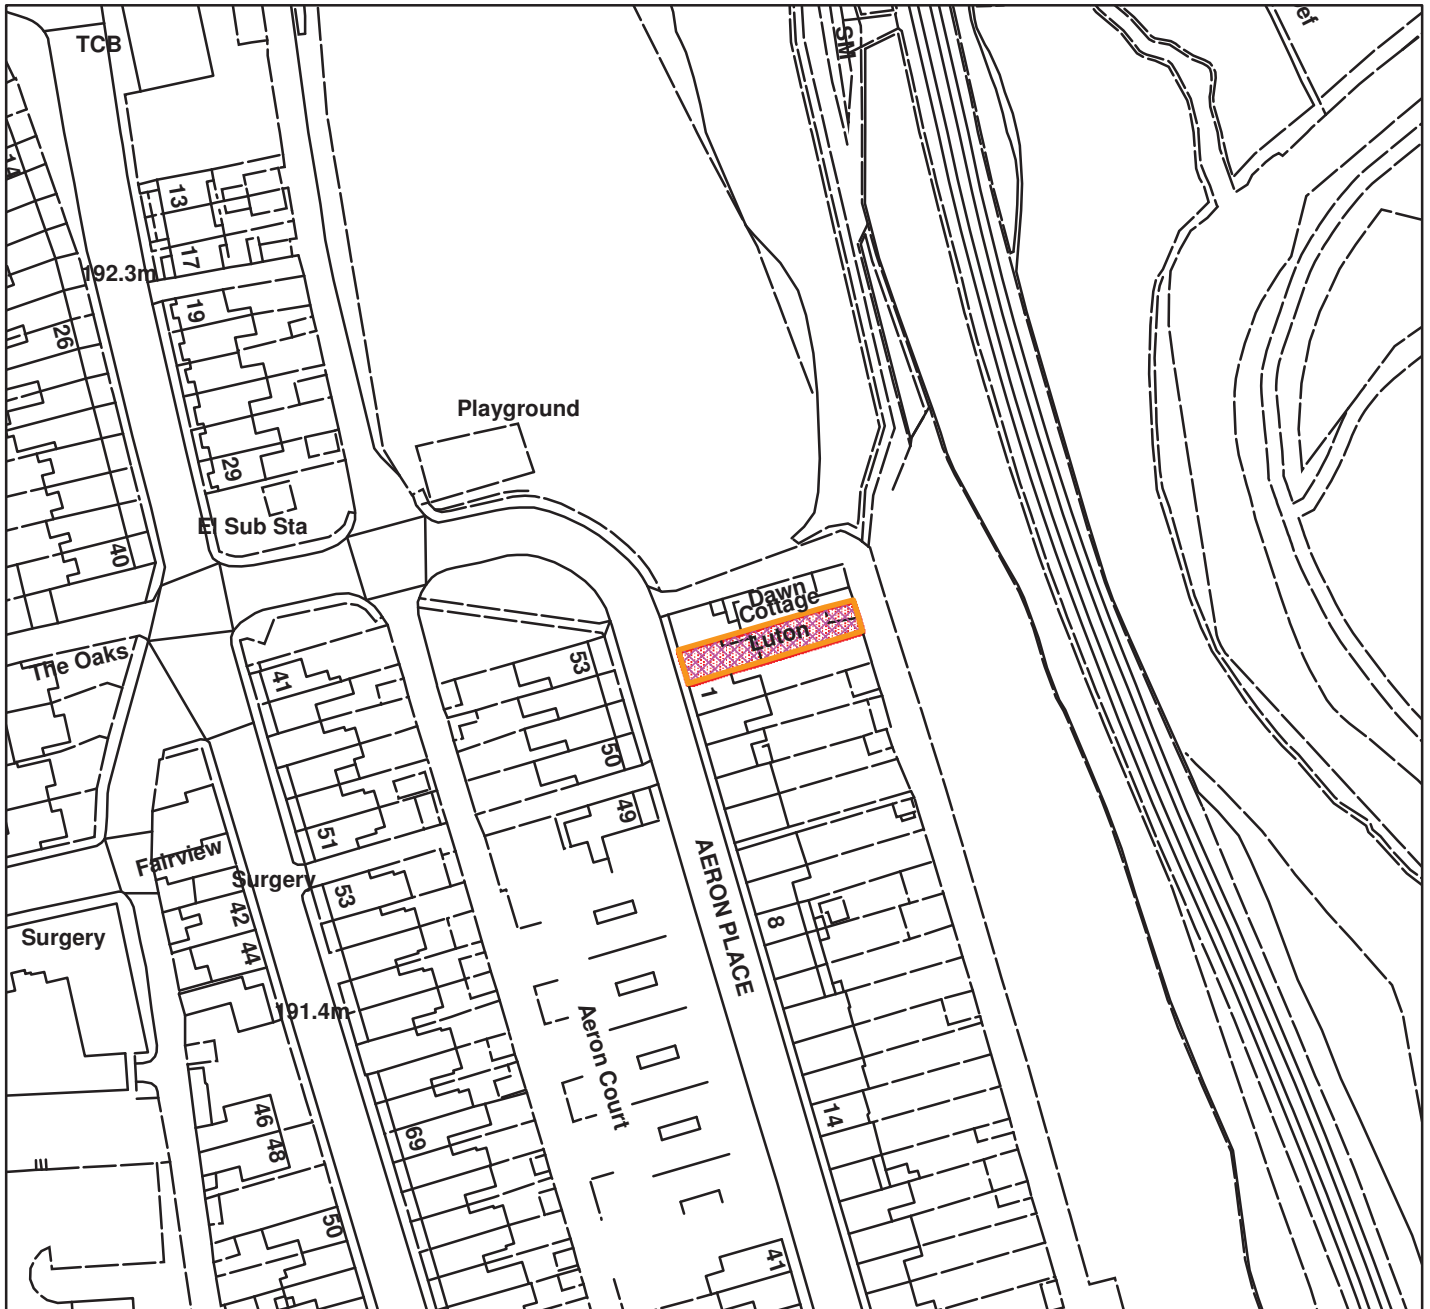 TCB
SM
ef
14
13
17
192.3m
19
26
Playground
29
El Sub Sta
40
Dawn
Cottage
Luton
The Oaks
41
53
1
50
49
51
Fairview
Surgery
53
AERON PLACE
42
8
Surgery
44
191.4m
Aeron Court
46
48
69
14
50
41